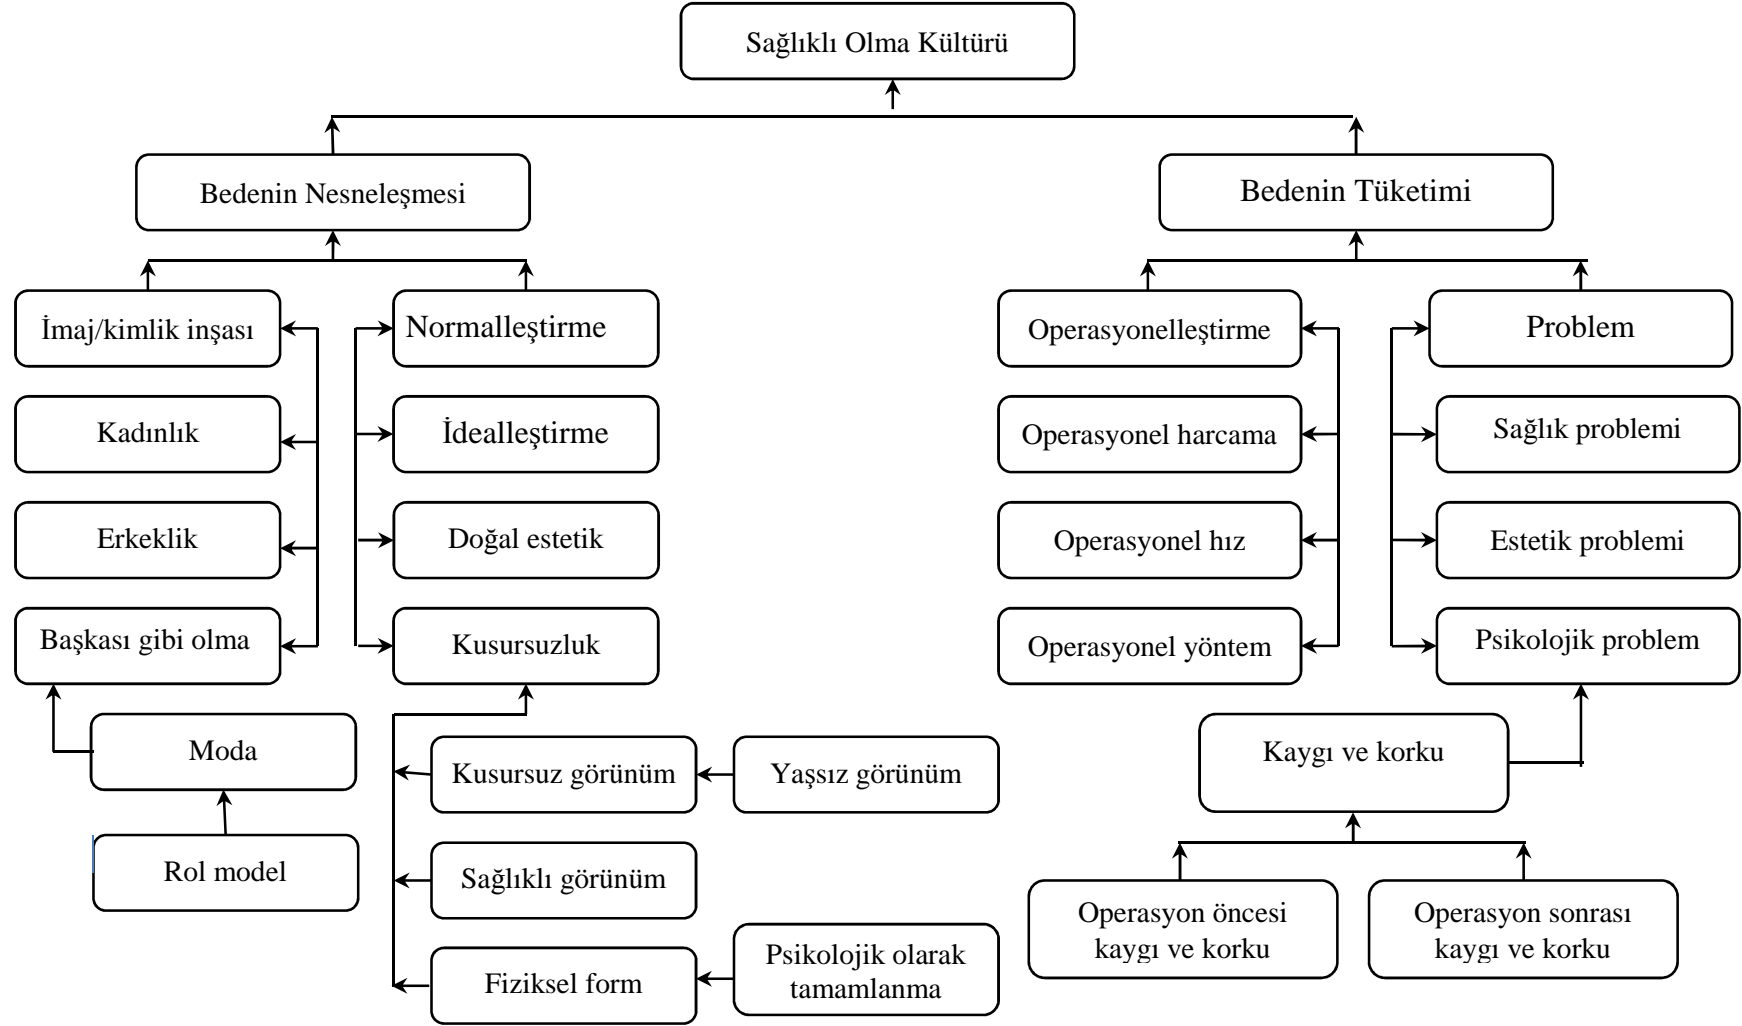 Sağlıklı Olma Kültürü
Bedenin Nesneleşmesi
Bedenin Tüketimi
İmaj/kimlik inşası
Normalleştirme
Operasyonelleştirme
Problem
Kadınlık
İdealleştirme
Operasyonel harcama
Sağlık problemi
Erkeklik
Doğal estetik
Operasyonel hız
Estetik problemi
Başkası gibi olma
Kusursuzluk
Operasyonel yöntem
Psikolojik problem
Moda
Kusursuz görünüm
Yaşsız görünüm
Kaygı ve korku
Rol model
Sağlıklı görünüm
Operasyon öncesi
kaygı ve korku
Operasyon sonrası
kaygı ve korku
Fiziksel form
Psikolojik olarak
tamamlanma